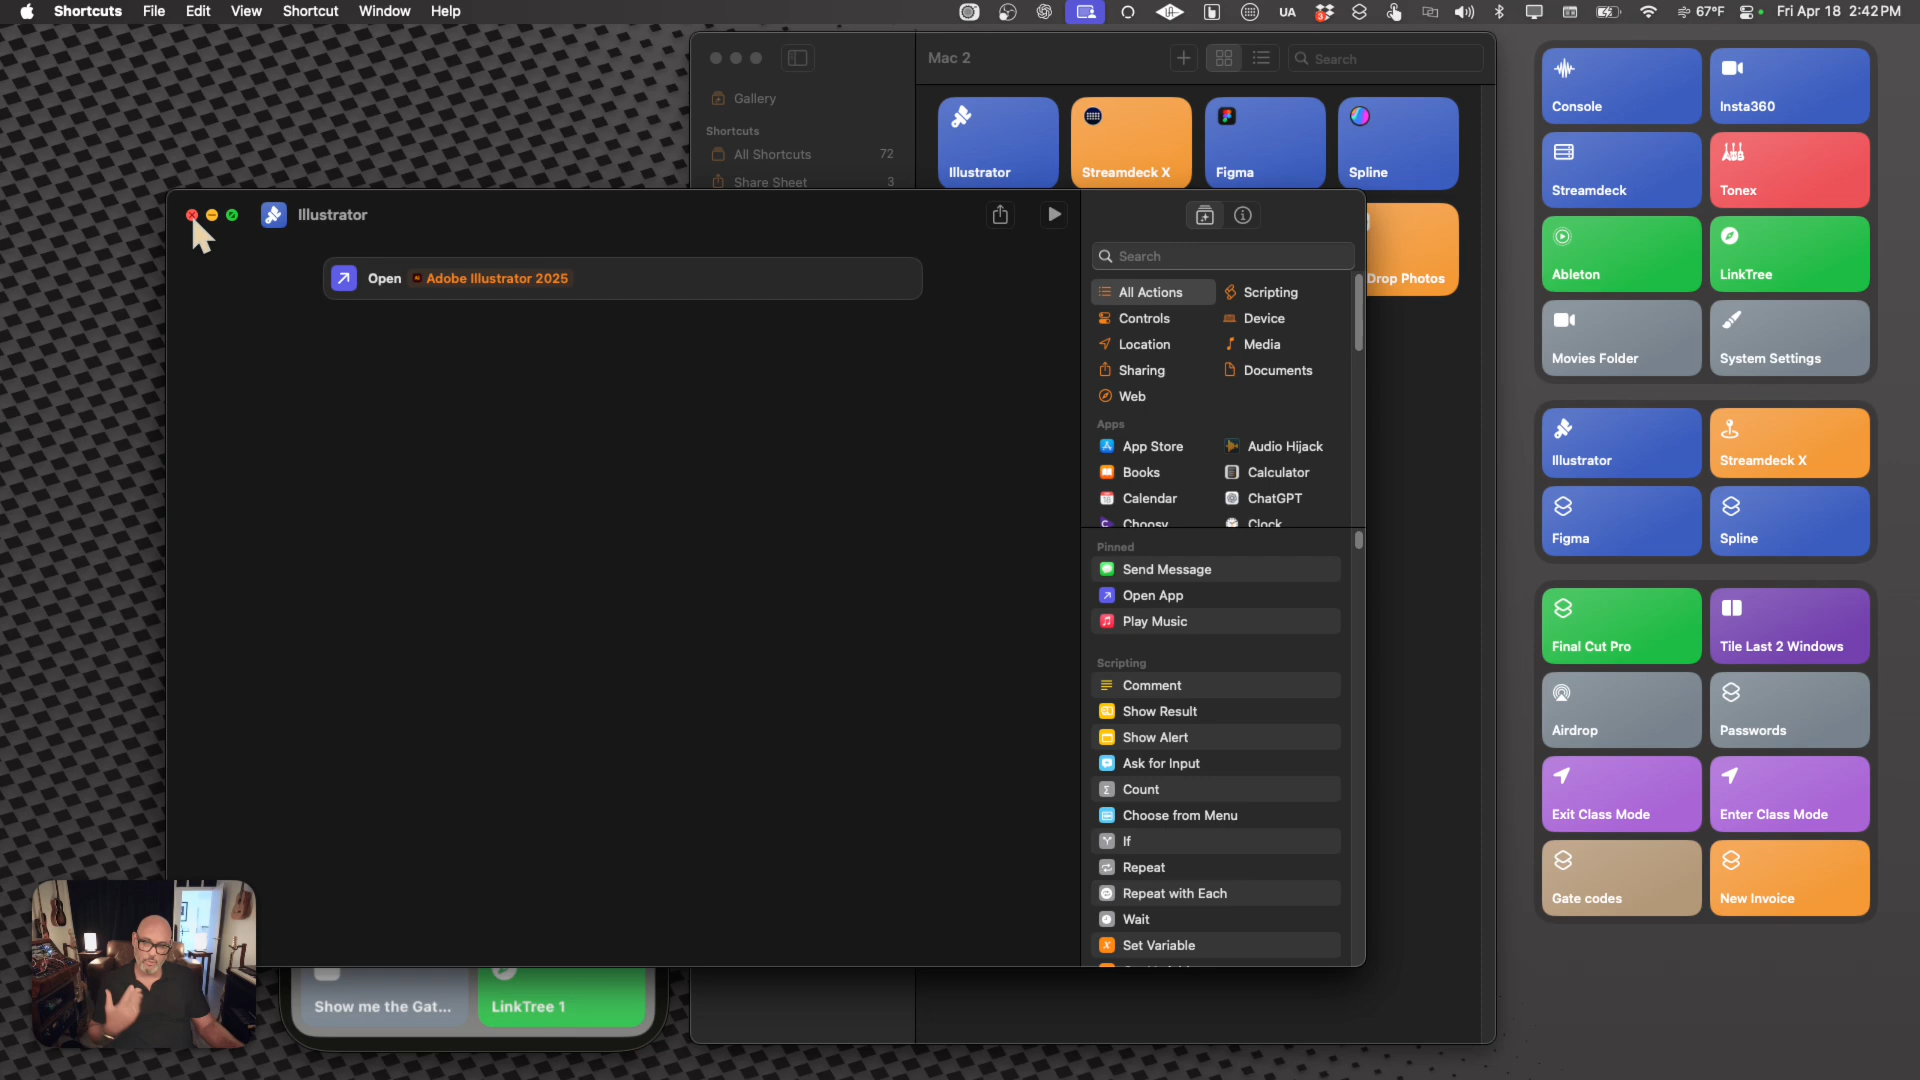 Shortcuts File Edit View Shortcut Window Help
UA 3 67°F Fri Apr 18 2:42 PM
Mac 2
Search
Gallery
Shortcuts
All Shortcuts 72
Share Sheet 3
Illustrator
Streamdeck X
Figma
Spline
Drop Photos
Illustrator
Open Adobe Illustrator 2025
Search
All Actions
Scripting
Controls
Device
Location
Media
Sharing
Documents
Web
Apps
App Store
Audio Hijack
Books
Calculator
Calendar
ChatGPT
Choosy
Clock
Pinned
Send Message
Open App
Play Music
Scripting
Comment
Show Result
Show Alert
Ask for Input
Count
Choose from Menu
If
Repeat
Repeat with Each
Wait
Set Variable
Show me the Gat...
LinkTree 1
Console
Insta360
Streamdeck
Tonex
Ableton
LinkTree
Movies Folder
System Settings
Illustrator
Streamdeck X
Figma
Spline
Final Cut Pro
Tile Last 2 Windows
Airdrop
Passwords
Exit Class Mode
Enter Class Mode
Gate codes
New Invoice